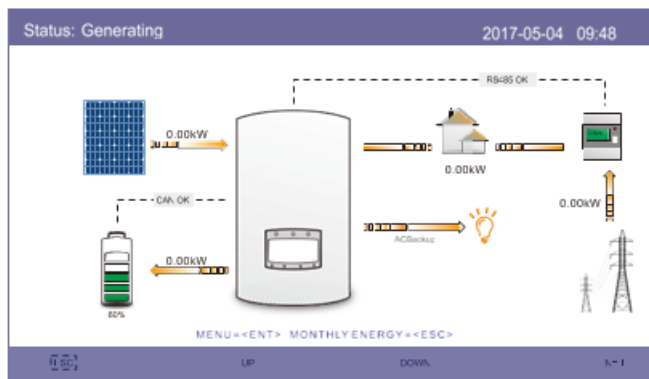 Status: Generating
2017-05-04 09:48
RS485 OK
0.00kW
0.00kW
CAN OK
0.00kW
ACBackup
0.00kW
60%
MENU=<ENT> MONTHLY ENERGY=<ESC>
UP
DOWN